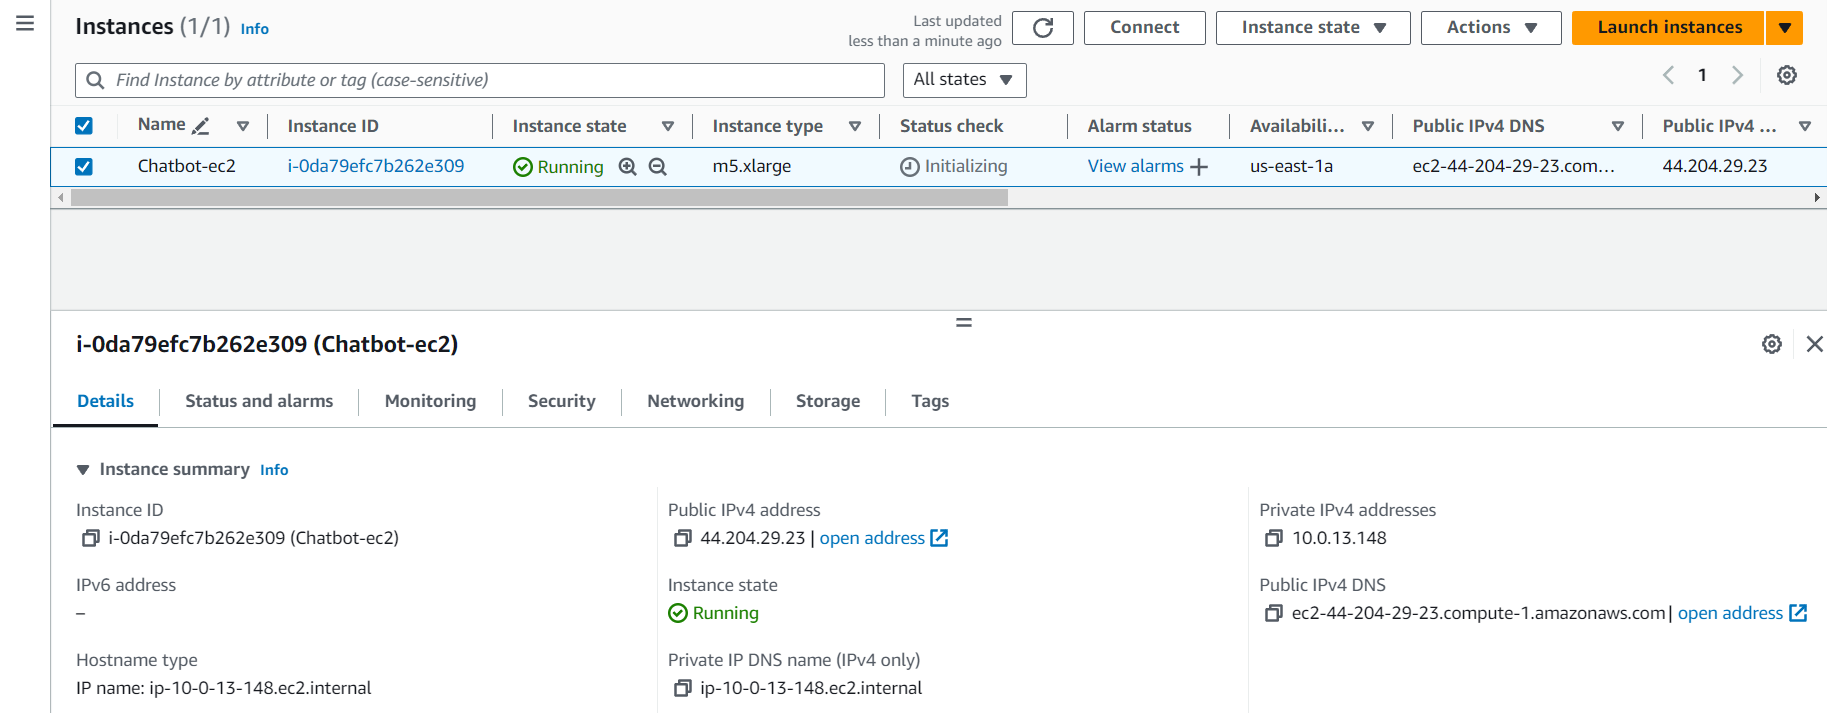 Instances (1/1) Info
Last updated
less than a minute ago
Connect
Instance state
Actions
Launch instances
Find Instance by attribute or tag (case-sensitive)
All states
1
Name Instance ID Instance state Instance type Status check Alarm status Availabili... Public IPv4 DNS Public IPv4 ...
Chatbot-ec2 i-0da79efc7b262e309 Running m5.xlarge Initializing View alarms us-east-1a ec2-44-204-29-23.com... 44.204.29.23
i-0da79efc7b262e309 (Chatbot-ec2)
Details Status and alarms Monitoring Security Networking Storage Tags
Instance summary Info
Instance ID
i-0da79efc7b262e309 (Chatbot-ec2)
Public IPv4 address
44.204.29.23 | open address
Private IPv4 addresses
10.0.13.148
IPv6 address
–
Instance state
Running
Public IPv4 DNS
ec2-44-204-29-23.compute-1.amazonaws.com | open address
Hostname type
IP name: ip-10-0-13-148.ec2.internal
Private IP DNS name (IPv4 only)
ip-10-0-13-148.ec2.internal